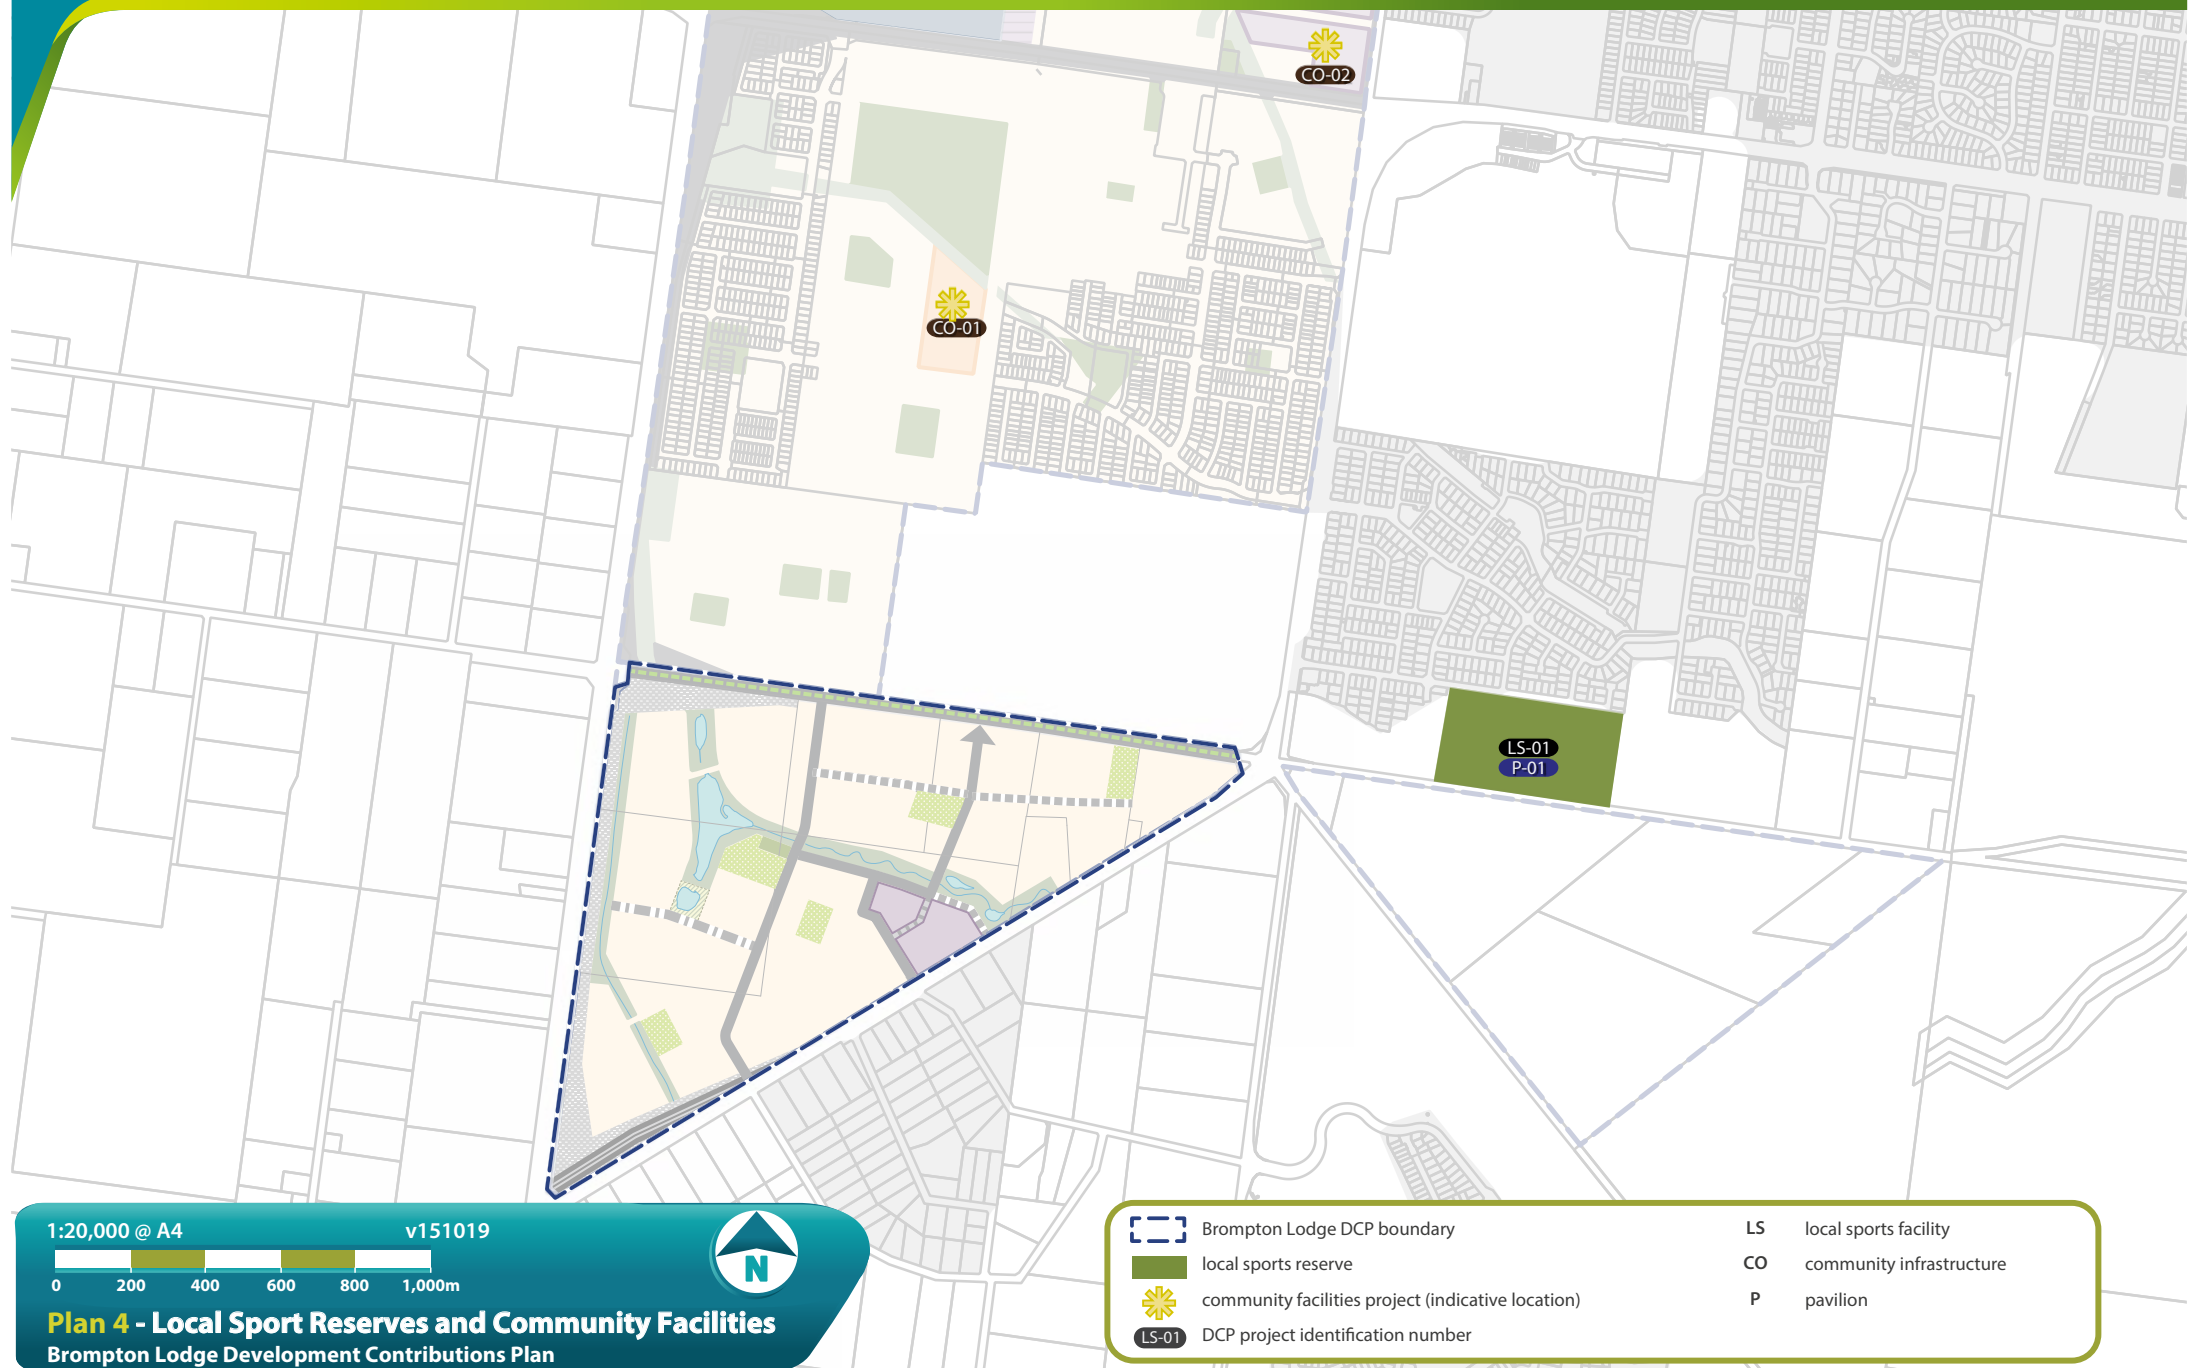 CO-02
CO-01
LS-01
P-01
1:20,000 @ A4
v151019
0 200 400 600 800 1,000m
N
Plan 4 - Local Sport Reserves and Community Facilities
Brompton Lodge Development Contributions Plan
Brompton Lodge DCP boundary
local sports reserve
community facilities project (indicative location)
LS-01 DCP project identification number
LS local sports facility
CO community infrastructure
P pavilion